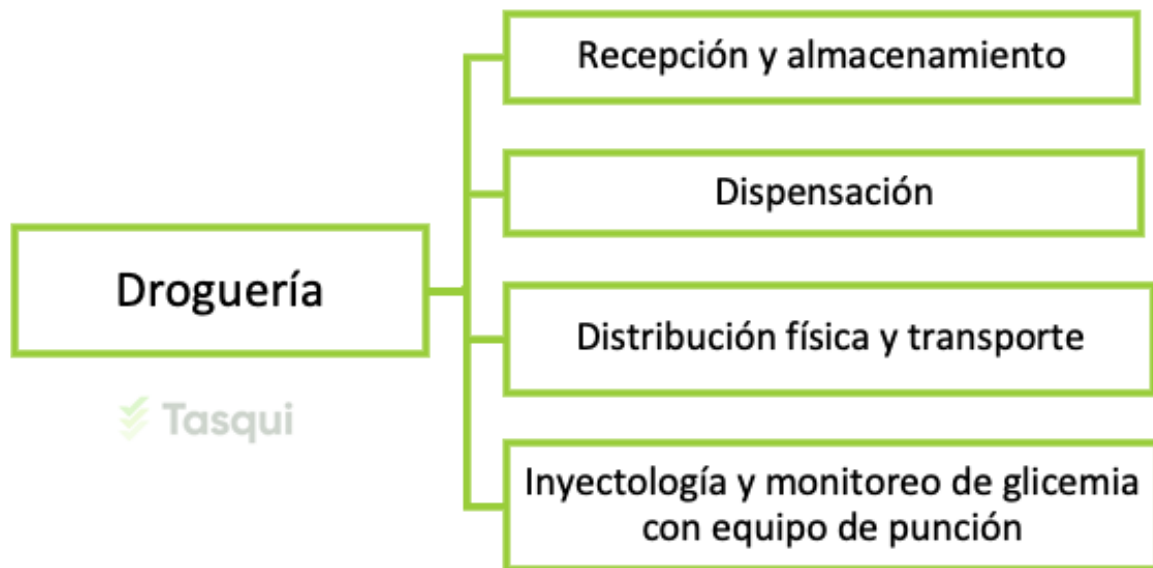 Recepción y almacenamiento
Dispensación
Droguería
Distribución física y transporte
Tasqui
Inyectología y monitoreo de glicemia
con equipo de punción